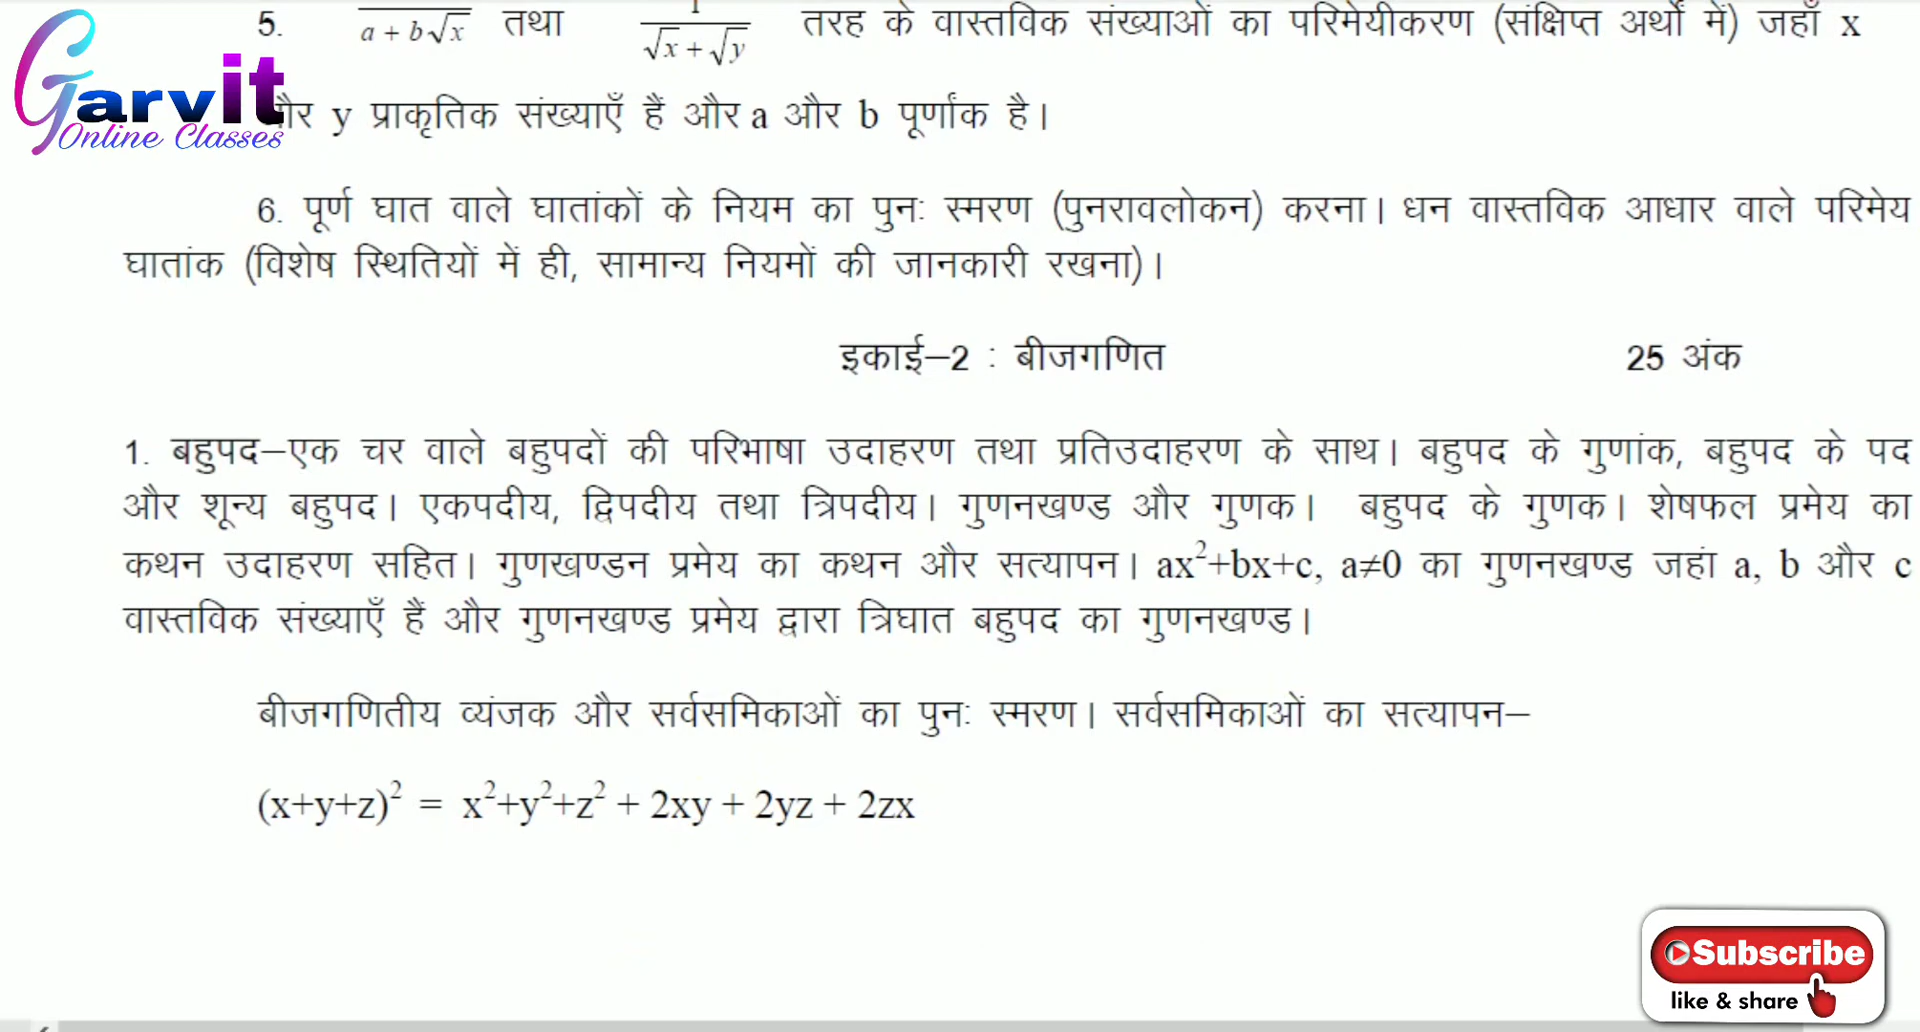 5. a + b√x तथा 1 √x + √y तरह के वास्तविक संख्याओं का परिमेयीकरण (संक्षिप्त अर्थों में) जहाँ x
Garvit
Online Classes
और y प्राकृतिक संख्याएँ हैं और a और b पूर्णांक है।
6. पूर्ण घात वाले घातांकों के नियम का पुनः स्मरण (पुनरावलोकन) करना। धन वास्तविक आधार वाले परिमेय
घातांक (विशेष स्थितियों में ही, सामान्य नियमों की जानकारी रखना)।
इकाई–2 : बीजगणित 25 अंक
1. बहुपद–एक चर वाले बहुपदों की परिभाषा उदाहरण तथा प्रतिउदाहरण के साथ। बहुपद के गुणांक, बहुपद के पद
और शून्य बहुपद। एकपदीय, द्विपदीय तथा त्रिपदीय। गुणनखण्ड और गुणक। बहुपद के गुणक। शेषफल प्रमेय का
कथन उदाहरण सहित। गुणखण्डन प्रमेय का कथन और सत्यापन। ax²+bx+c, a≠0 का गुणनखण्ड जहां a, b और c
वास्तविक संख्याएँ हैं और गुणनखण्ड प्रमेय द्वारा त्रिघात बहुपद का गुणनखण्ड।
बीजगणितीय व्यंजक और सर्वसमिकाओं का पुनः स्मरण। सर्वसमिकाओं का सत्यापन–
(x+y+z)² = x²+y²+z² + 2xy + 2yz + 2zx
Subscribe
like & share